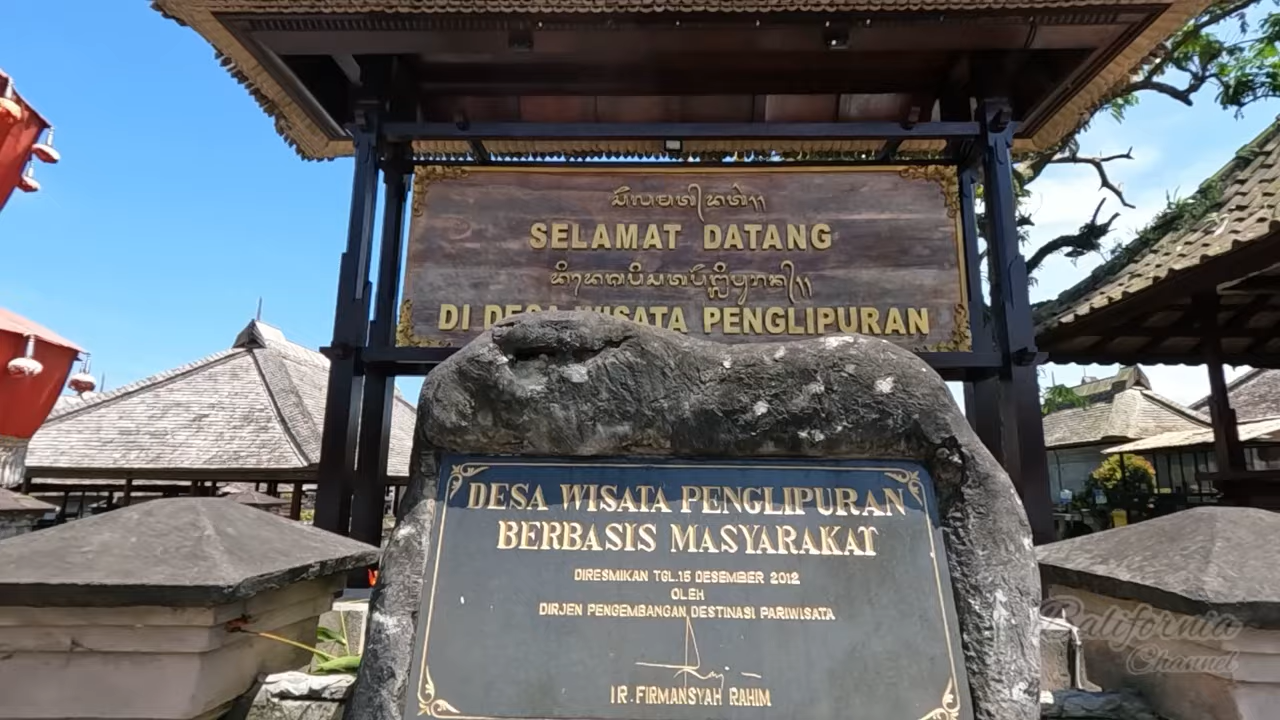 SELAMAT DATANG
DI DESA WISATA PENGLIPURAN
DESA WISATA PENGLIPURAN
BERBASIS MASYARAKAT
DIRESMIKAN TGL.15 DESEMBER 2012
OLEH
DIRJEN PENGEMBANGAN DESTINASI PARIWISATA
IR. FIRMANSYAH RAHIM
Balifornia
Channel